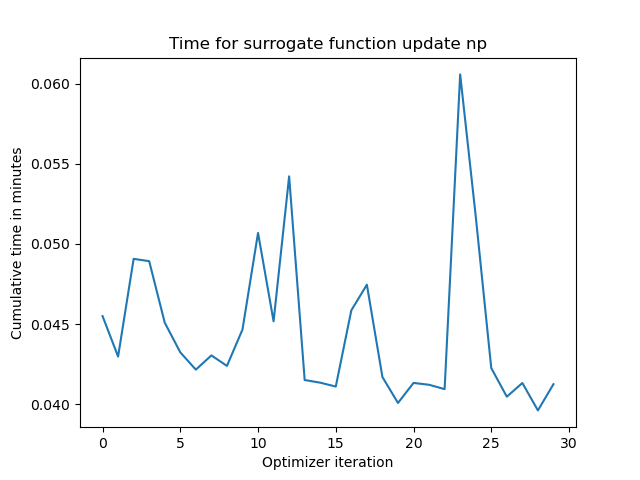 Time for surrogate function update np
Cumulative time in minutes
0.060
0.055
0.050
0.045
0.040
0 5 10 15 20 25 30
Optimizer iteration